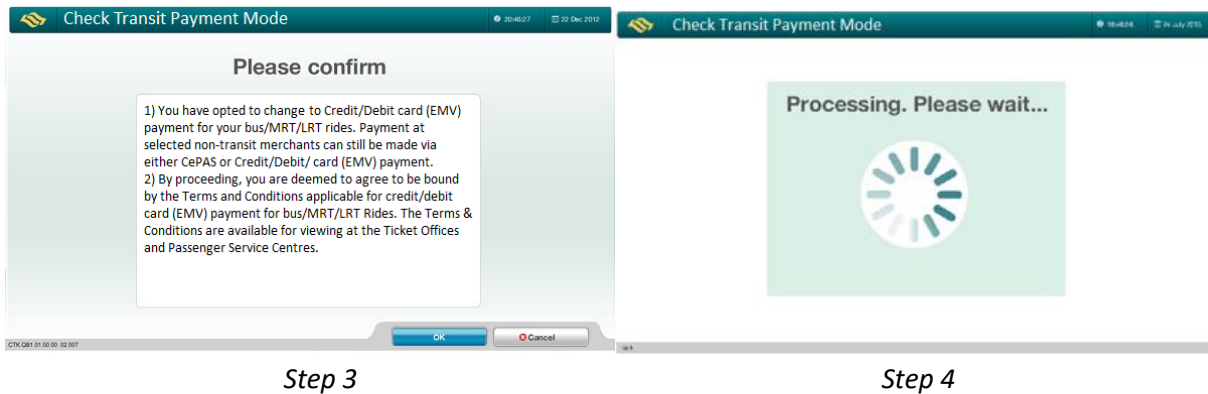 Check Transit Payment Mode
20:46:27
22 Dec 2012
Please confirm
1) You have opted to change to Credit/Debit card (EMV)
payment for your bus/MRT/LRT rides. Payment at
selected non-transit merchants can still be made via
either CePAS or Credit/Debit/ card (EMV) payment.
2) By proceeding, you are deemed to agree to be bound
by the Terms and Conditions applicable for credit/debit
card (EMV) payment for bus/MRT/LRT Rides. The Terms &
Conditions are available for viewing at the Ticket Offices
and Passenger Service Centres.
OK
Cancel
Step 3
Check Transit Payment Mode
Processing. Please wait...
Step 4